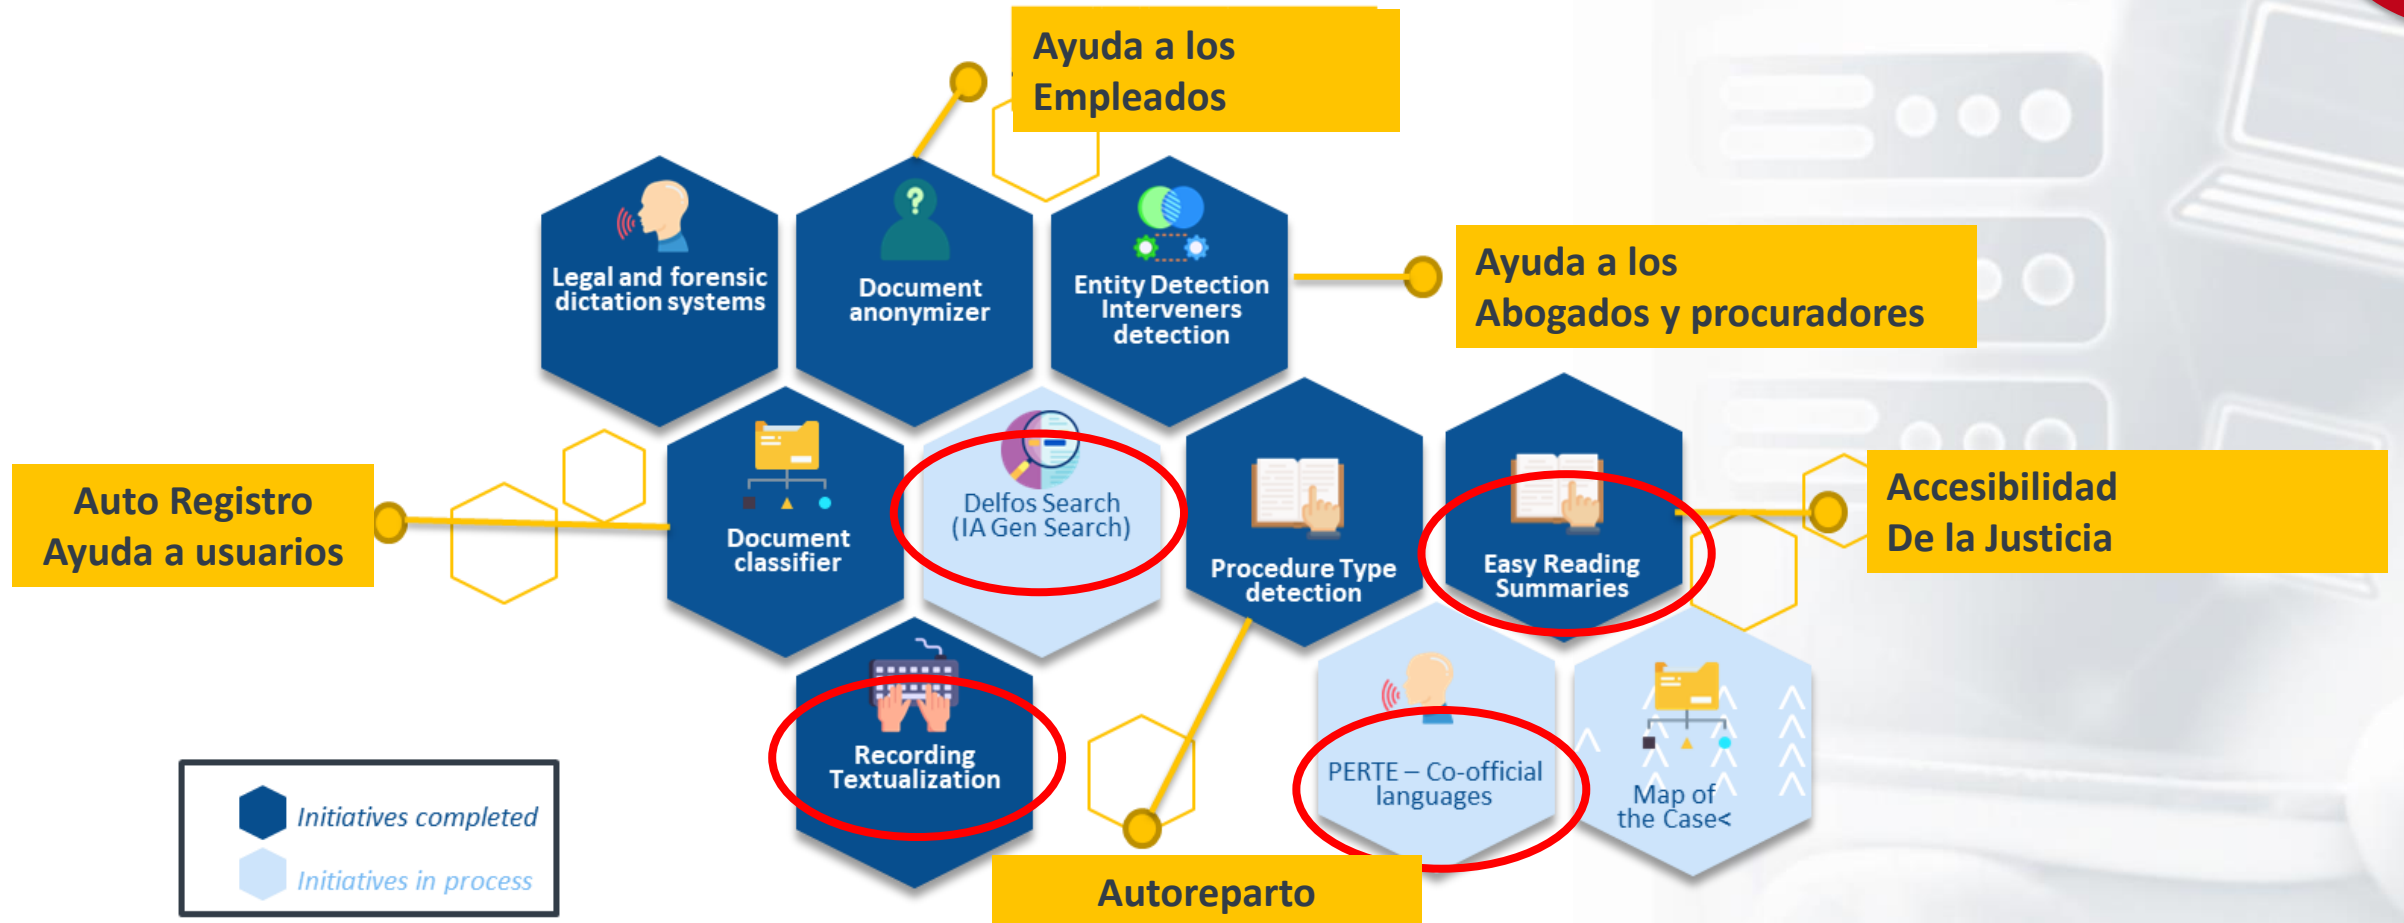 Ayuda a los
Empleados
?
Legal and forensic
dictation systems
Document
anonymizer
Entity Detection
Interveners
detection
Ayuda a los
Abogados y procuradores
Auto Registro
Ayuda a usuarios
Document
classifier
Delfos Search
(IA Gen Search)
Procedure Type
detection
Easy Reading
Summaries
Accesibilidad
De la Justicia
Recording
Textualization
PERTE – Co-official
languages
Map of
the Case<
Initiatives completed
Initiatives in process
Autoreparto